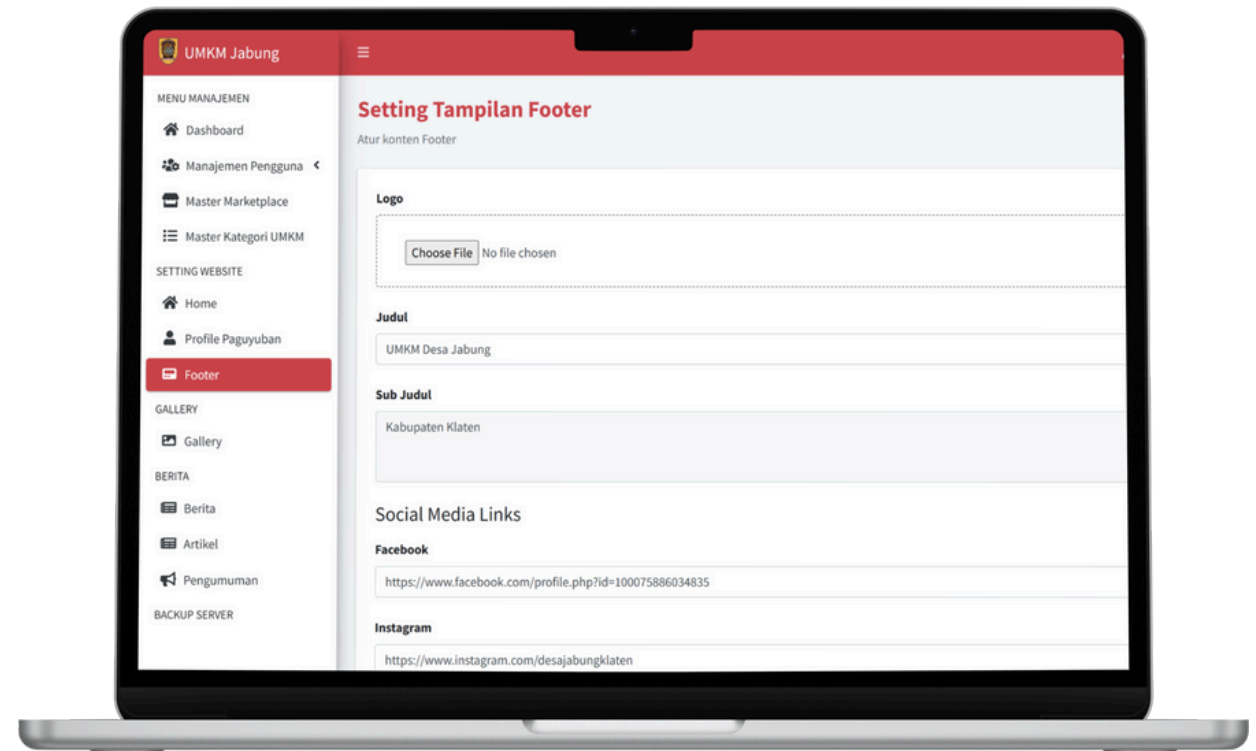 UMKM Jabung
MENU MANAJEMEN
Dashboard
Manajemen Pengguna
Master Marketplace
Master Kategori UMKM
SETTING WEBSITE
Home
Profile Paguyuban
Footer
GALLERY
Gallery
BERITA
Berita
Artikel
Pengumuman
BACKUP SERVER
Setting Tampilan Footer
Atur konten Footer
Logo
Choose File No file chosen
Judul
UMKM Desa Jabung
Sub Judul
Kabupaten Klaten
Social Media Links
Facebook
https://www.facebook.com/profile.php?id=100075886034835
Instagram
https://www.instagram.com/desajabungklaten